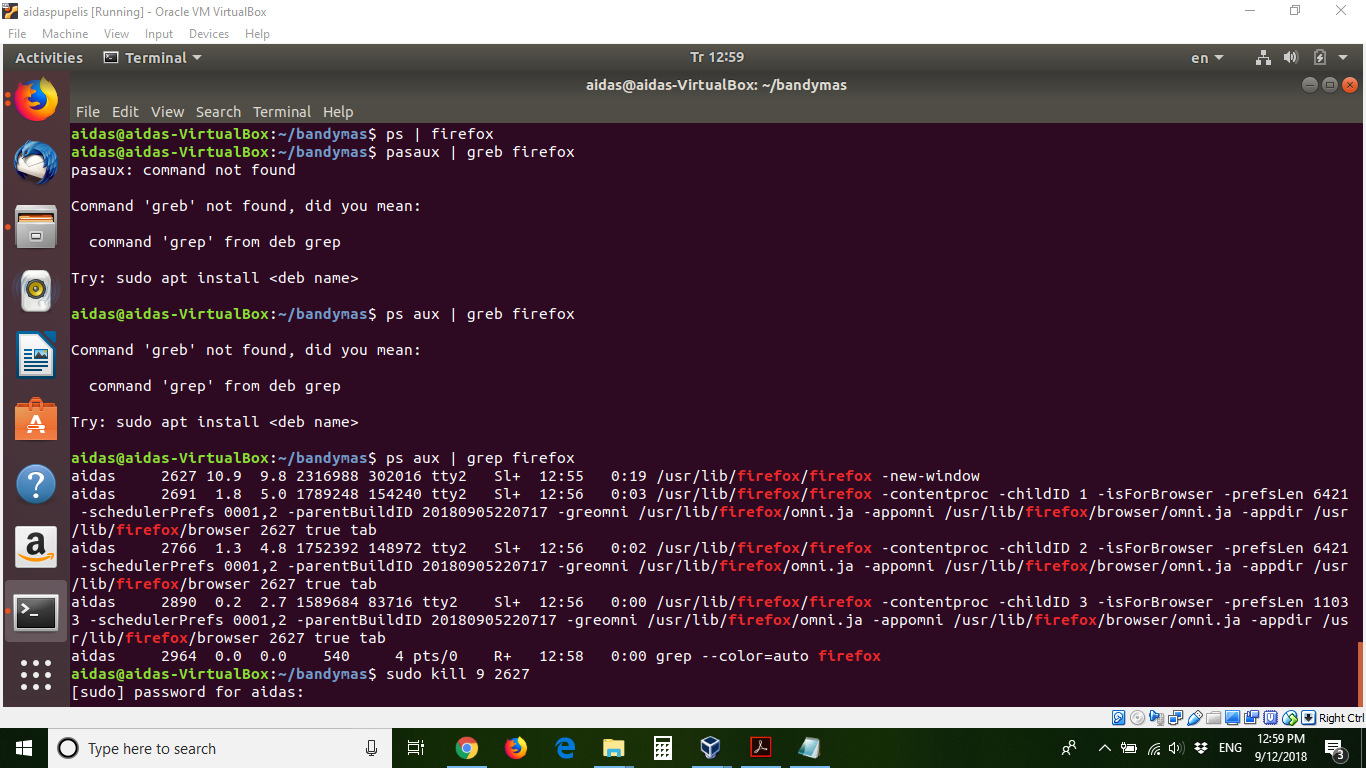 aidaspupelis [Running] - Oracle VM VirtualBox
File Machine View Input Devices Help
Activities Terminal Tr 12:59 en
aidas@aidas-VirtualBox: ~/bandymas
File Edit View Search Terminal Help
aidas@aidas-VirtualBox:~/bandymas$ ps | firefox
aidas@aidas-VirtualBox:~/bandymas$ pasaux | greb firefox
pasaux: command not found
Command 'greb' not found, did you mean:
command 'grep' from deb grep
Try: sudo apt install <deb name>
aidas@aidas-VirtualBox:~/bandymas$ ps aux | greb firefox
Command 'greb' not found, did you mean:
command 'grep' from deb grep
Try: sudo apt install <deb name>
aidas@aidas-VirtualBox:~/bandymas$ ps aux | grep firefox
aidas 2627 10.9 9.8 2316988 302016 tty2 Sl+ 12:55 0:19 /usr/lib/firefox/firefox -new-window
aidas 2691 1.8 5.0 1789248 154240 tty2 Sl+ 12:56 0:03 /usr/lib/firefox/firefox -contentproc -childID 1 -isForBrowser -prefsLen 6421
-schedulerPrefs 0001,2 -parentBuildID 20180905220717 -greomni /usr/lib/firefox/omni.ja -appomni /usr/lib/firefox/browser/omni.ja -appdir /usr
/lib/firefox/browser 2627 true tab
aidas 2766 1.3 4.8 1752392 148972 tty2 Sl+ 12:56 0:02 /usr/lib/firefox/firefox -contentproc -childID 2 -isForBrowser -prefsLen 6421
-schedulerPrefs 0001,2 -parentBuildID 20180905220717 -greomni /usr/lib/firefox/omni.ja -appomni /usr/lib/firefox/browser/omni.ja -appdir /usr
/lib/firefox/browser 2627 true tab
aidas 2890 0.2 2.7 1589684 83716 tty2 Sl+ 12:56 0:00 /usr/lib/firefox/firefox -contentproc -childID 3 -isForBrowser -prefsLen 1103
3 -schedulerPrefs 0001,2 -parentBuildID 20180905220717 -greomni /usr/lib/firefox/omni.ja -appomni /usr/lib/firefox/browser/omni.ja -appdir /us
r/lib/firefox/browser 2627 true tab
aidas 2964 0.0 0.0 540 4 pts/0 R+ 12:58 0:00 grep --color=auto firefox
aidas@aidas-VirtualBox:~/bandymas$ sudo kill 9 2627
[sudo] password for aidas:
Right Ctrl
Type here to search
ENG
12:59 PM
9/12/2018
3